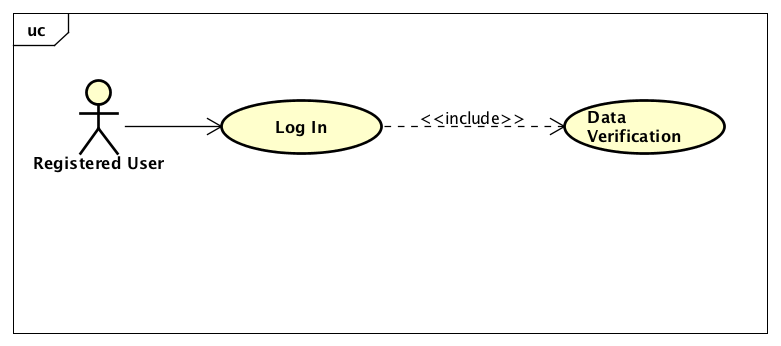 uc
Log In
<<include>>
Data
Verification
Registered User